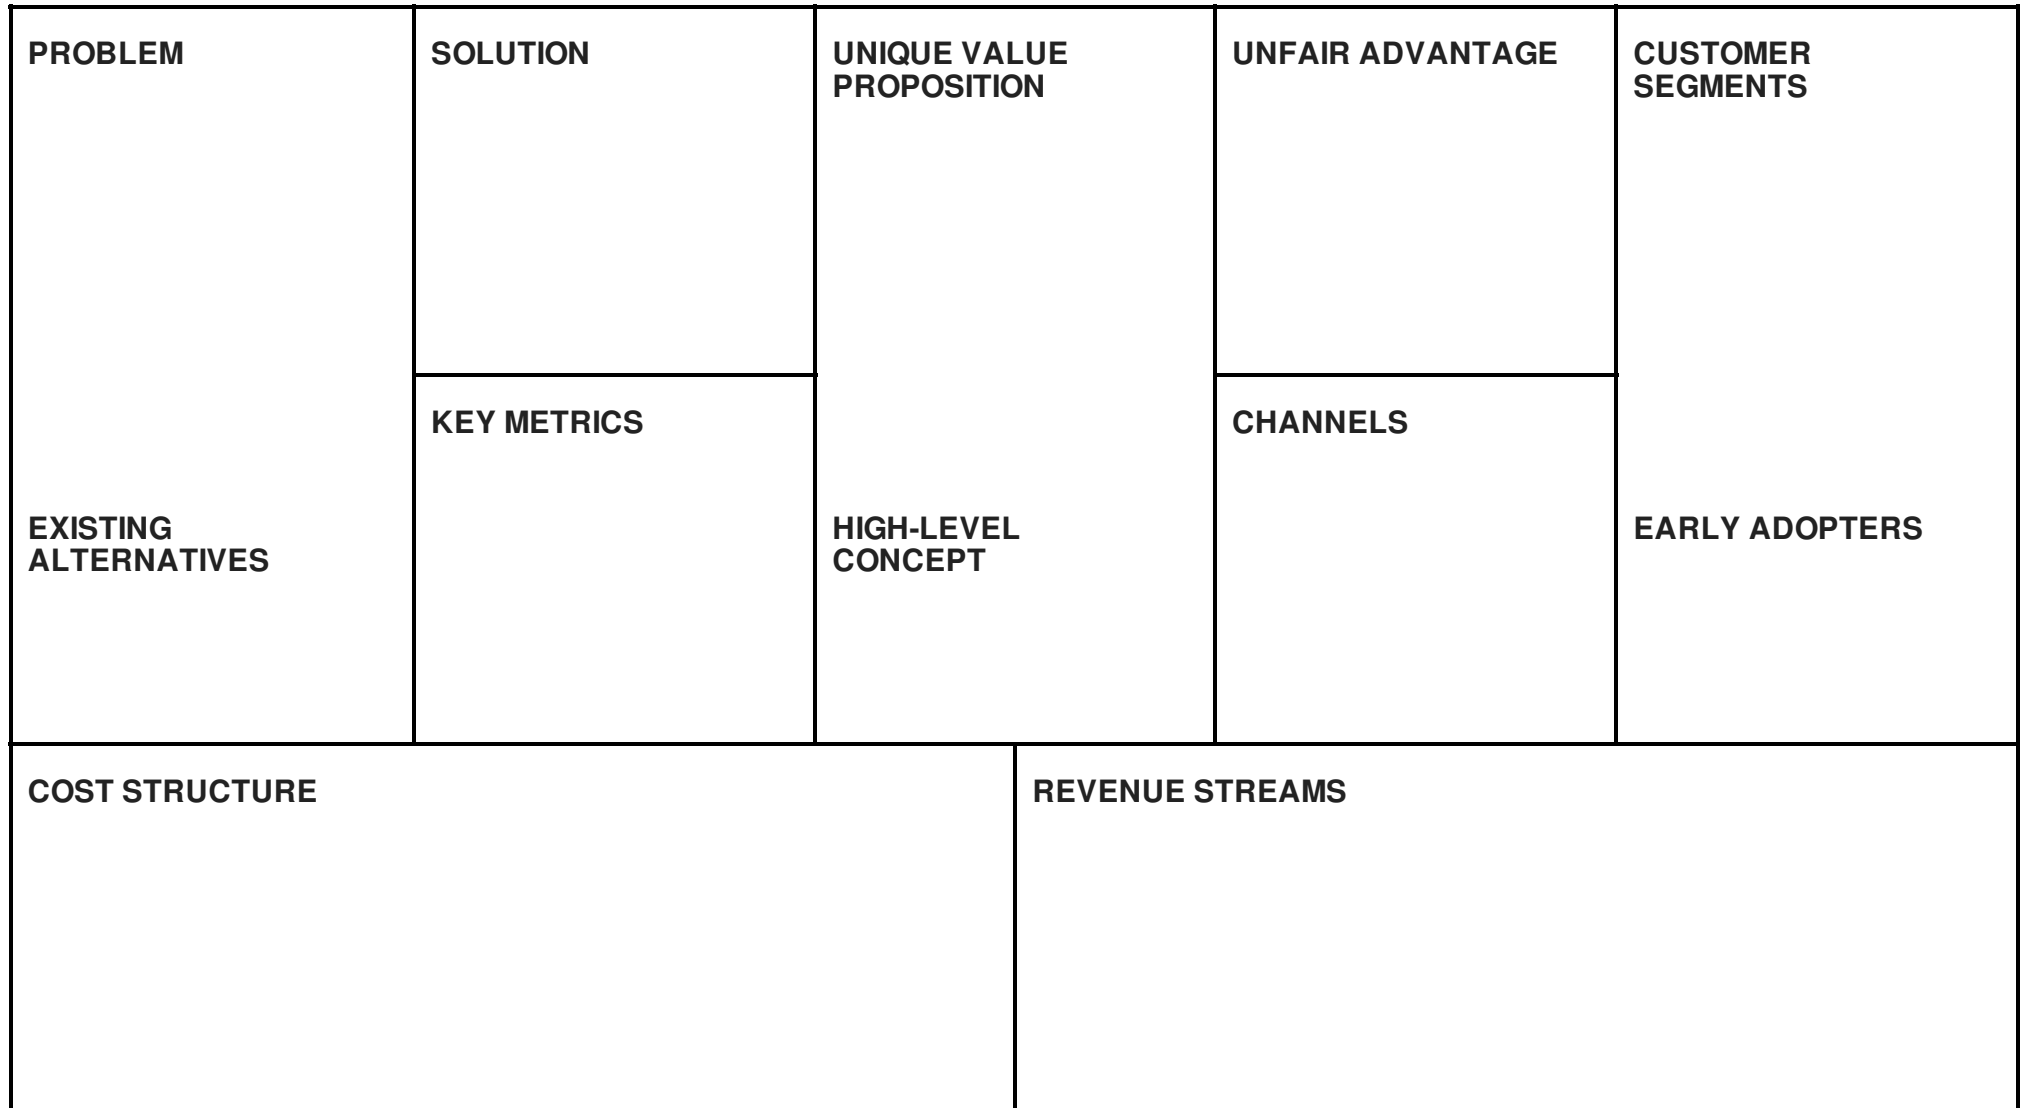 PROBLEM
EXISTING
ALTERNATIVES
SOLUTION
KEY METRICS
UNIQUE VALUE
PROPOSITION
HIGH-LEVEL
CONCEPT
UNFAIR ADVANTAGE
CHANNELS
CUSTOMER
SEGMENTS
EARLY ADOPTERS
COST STRUCTURE
REVENUE STREAMS